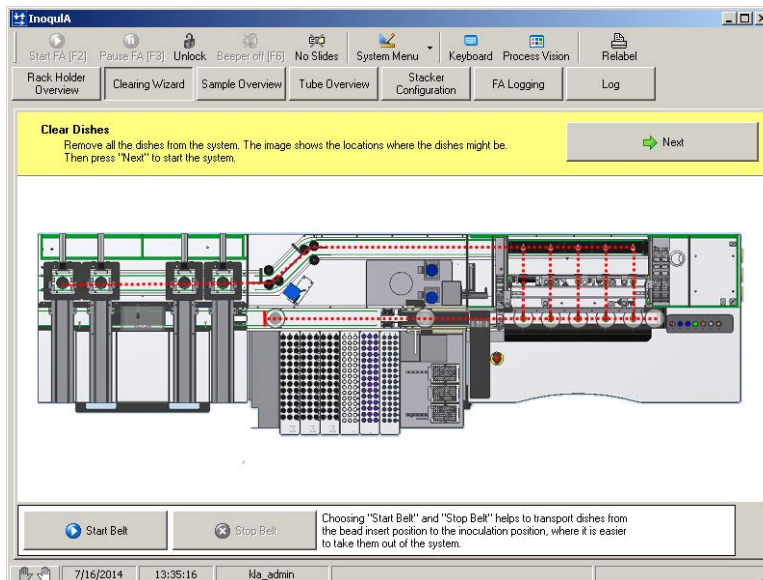 InoqulA
Start FA [F2] Pause FA [F3] Unlock Beeper off [F6] No Slides System Menu Keyboard Process Vision Relabel
Rack Holder Overview Clearing Wizard Sample Overview Tube Overview Stacker Configuration FA Logging Log
Clear Dishes
Remove all the dishes from the system. The image shows the locations where the dishes might be.
Then press "Next" to start the system.
Next
Start Belt Stop Belt
Choosing "Start Belt" and "Stop Belt" helps to transport dishes from
the bead insert position to the inoculation position, where it is easier
to take them out of the system.
7/16/2014 13:35:16 kla_admin